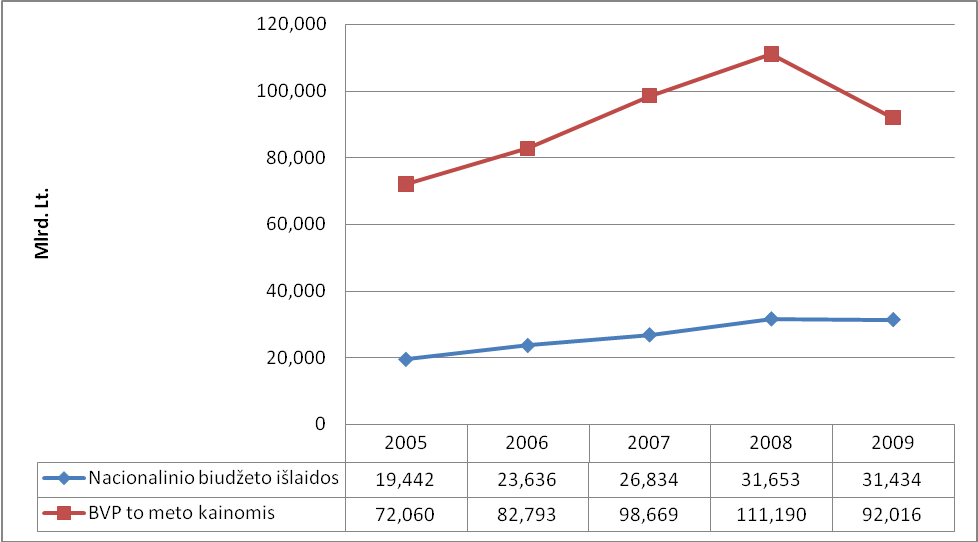 120,000
100,000
80,000
60,000
40,000
20,000
0
Mlrd. Lt.
2005 2006 2007 2008 2009
Nacionalinio biudžeto išlaidos 19,442 23,636 26,834 31,653 31,434
BVP to meto kainomis 72,060 82,793 98,669 111,190 92,016